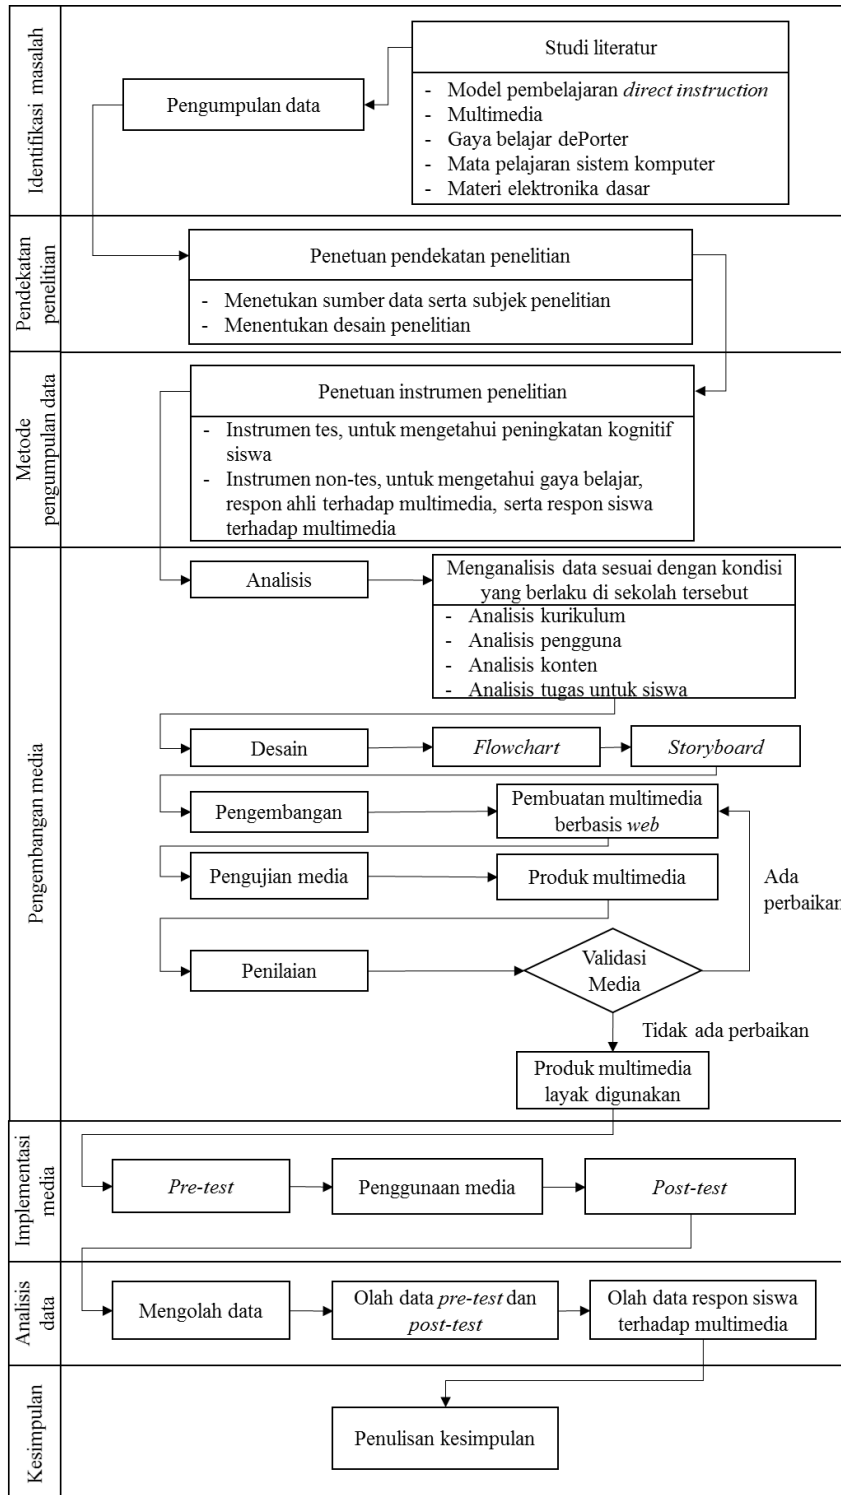 Identifikasi masalah
Studi literatur
- Model pembelajaran direct instruction
- Multimedia
- Gaya belajar dePorter
- Mata pelajaran sistem komputer
- Materi elektronika dasar
Pengumpulan data
Pendekatan
penelitian
Penetuan pendekatan penelitian
- Menetukan sumber data serta subjek penelitian
- Menentukan desain penelitian
Metode
pengumpulan data
Penetuan instrumen penelitian
- Instrumen tes, untuk mengetahui peningkatan kognitif
siswa
- Instrumen non-tes, untuk mengetahui gaya belajar,
respon ahli terhadap multimedia, serta respon siswa
terhadap multimedia
Pengembangan media
Analisis
Menganalisis data sesuai dengan kondisi
yang berlaku di sekolah tersebut
- Analisis kurikulum
- Analisis pengguna
- Analisis konten
- Analisis tugas untuk siswa
Desain
Flowchart
Storyboard
Pengembangan
Pembuatan multimedia
berbasis web
Pengujian media
Produk multimedia
Ada
perbaikan
Penilaian
Validasi
Media
Tidak ada perbaikan
Produk multimedia
layak digunakan
Implementasi
media
Pre-test
Penggunaan media
Post-test
Analisis
data
Mengolah data
Olah data pre-test dan
post-test
Olah data respon siswa
terhadap multimedia
Kesimpulan
Penulisan kesimpulan